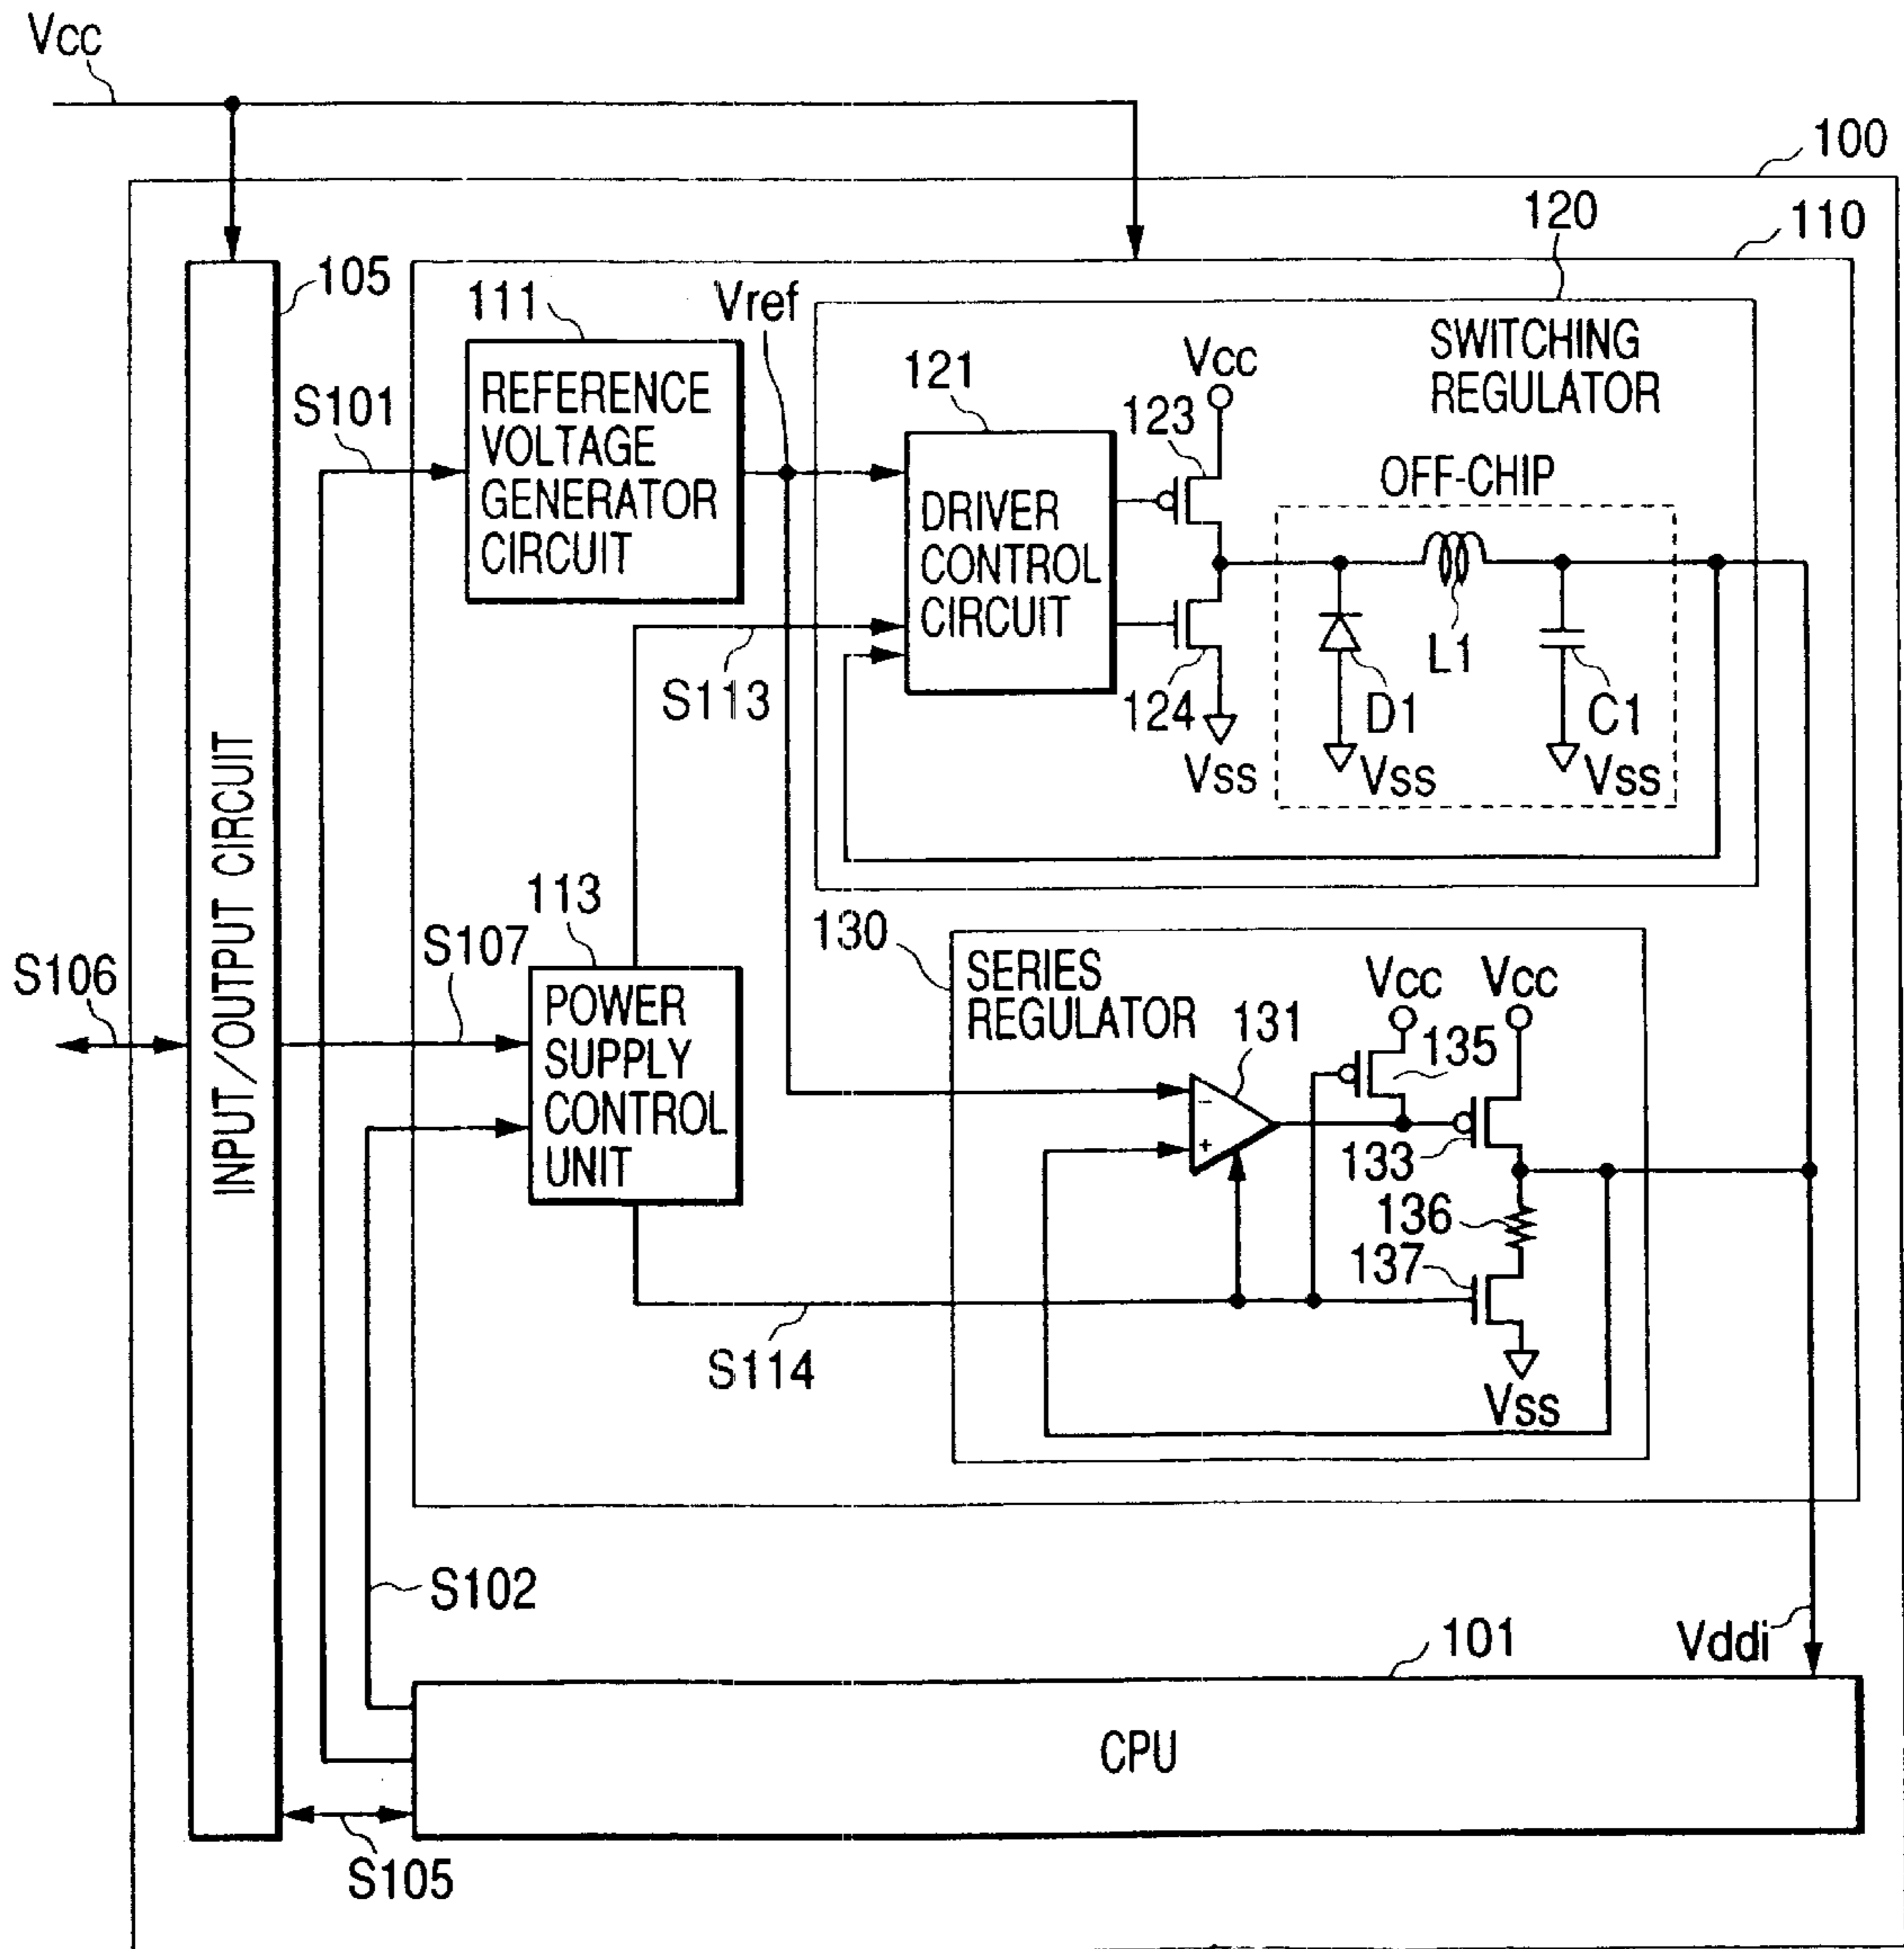 Vcc
100
120
110
105
111
Vref
SWITCHING
REGULATOR
S101
REFERENCE
VOLTAGE
GENERATOR
CIRCUIT
121
Vcc
123
OFF-CHIP
DRIVER
CONTROL
CIRCUIT
L1
S113
124
D1
C1
Vss
Vss
Vss
INPUT/OUTPUT CIRCUIT
113
130
S107
SERIES
REGULATOR
Vcc
Vcc
S106
131
135
POWER
SUPPLY
CONTROL
UNIT
-
+
133
136
137
S114
Vss
S102
101
Vddi
CPU
S105